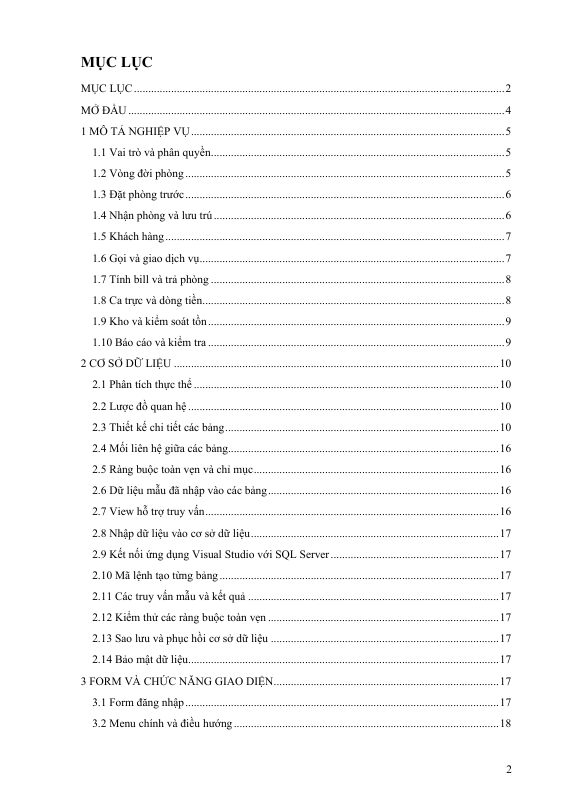 MỤC LỤC
MỤC LỤC........2
MỞ ĐẦU........4
1 MÔ TẢ NGHIỆP VỤ........5
1.1 Vai trò và phân quyền........5
1.2 Vòng đời phòng........5
1.3 Đặt phòng trước........6
1.4 Nhận phòng và lưu trú........6
1.5 Khách hàng........7
1.6 Gọi và giao dịch vụ........7
1.7 Tính bill và trả phòng........8
1.8 Ca trực và dòng tiền........8
1.9 Kho và kiểm soát tồn........9
1.10 Báo cáo và kiểm tra........9
2 CƠ SỞ DỮ LIỆU........10
2.1 Phân tích thực thể........10
2.2 Lược đồ quan hệ........10
2.3 Thiết kế chi tiết các bảng........10
2.4 Mối liên hệ giữa các bảng........16
2.5 Ràng buộc toàn vẹn và chỉ mục........16
2.6 Dữ liệu mẫu đã nhập vào các bảng........16
2.7 View hỗ trợ truy vấn........16
2.8 Nhập dữ liệu vào cơ sở dữ liệu........17
2.9 Kết nối ứng dụng Visual Studio với SQL Server........17
2.10 Mã lệnh tạo từng bảng........17
2.11 Các truy vấn mẫu và kết quả........17
2.12 Kiểm thử các ràng buộc toàn vẹn........17
2.13 Sao lưu và phục hồi cơ sở dữ liệu........17
2.14 Bảo mật dữ liệu........17
3 FORM VÀ CHỨC NĂNG GIAO DIỆN........17
3.1 Form đăng nhập........17
3.2 Menu chính và điều hướng........18
2